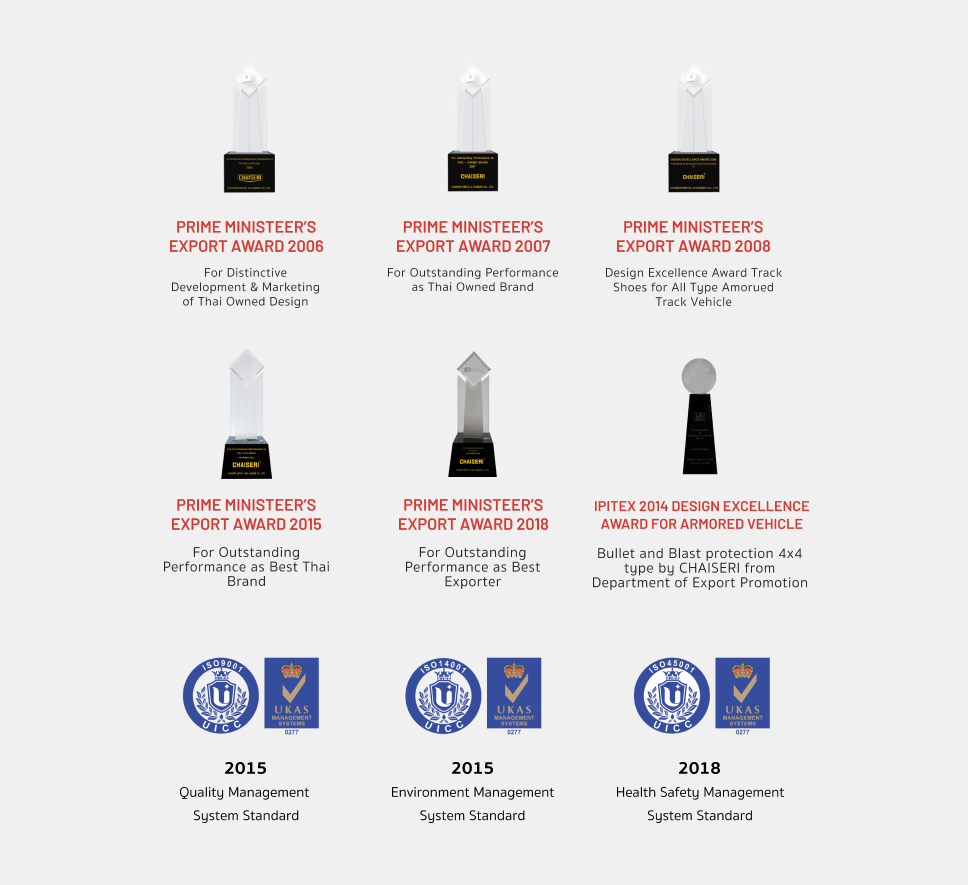 CHAISERI
CHAISERI
CHAISERI
PRIME MINISTEER’S
EXPORT AWARD 2006
For Distinctive
Development & Marketing
of Thai Owned Design
PRIME MINISTEER’S
EXPORT AWARD 2007
For Outstanding Performance
as Thai Owned Brand
PRIME MINISTEER’S
EXPORT AWARD 2008
Design Excellence Award Track
Shoes for All Type Amorued
Track Vehicle
CHAISERI
CHAISERI
PRIME MINISTEER’S
EXPORT AWARD 2015
For Outstanding
Performance as Best Thai
Brand
PRIME MINISTEER’S
EXPORT AWARD 2018
For Outstanding
Performance as Best
Exporter
IPITEX 2014 DESIGN EXCELLENCE
AWARD FOR ARMORED VEHICLE
Bullet and Blast protection 4x4
type by CHAISERI from
Department of Export Promotion
ISO9001
UICC
UKAS
MANAGEMENT
SYSTEMS
0277
ISO14001
UICC
UKAS
MANAGEMENT
SYSTEMS
0277
ISO45001
UICC
UKAS
MANAGEMENT
SYSTEMS
0277
2015
Quality Management
System Standard
2015
Environment Management
System Standard
2018
Health Safety Management
System Standard